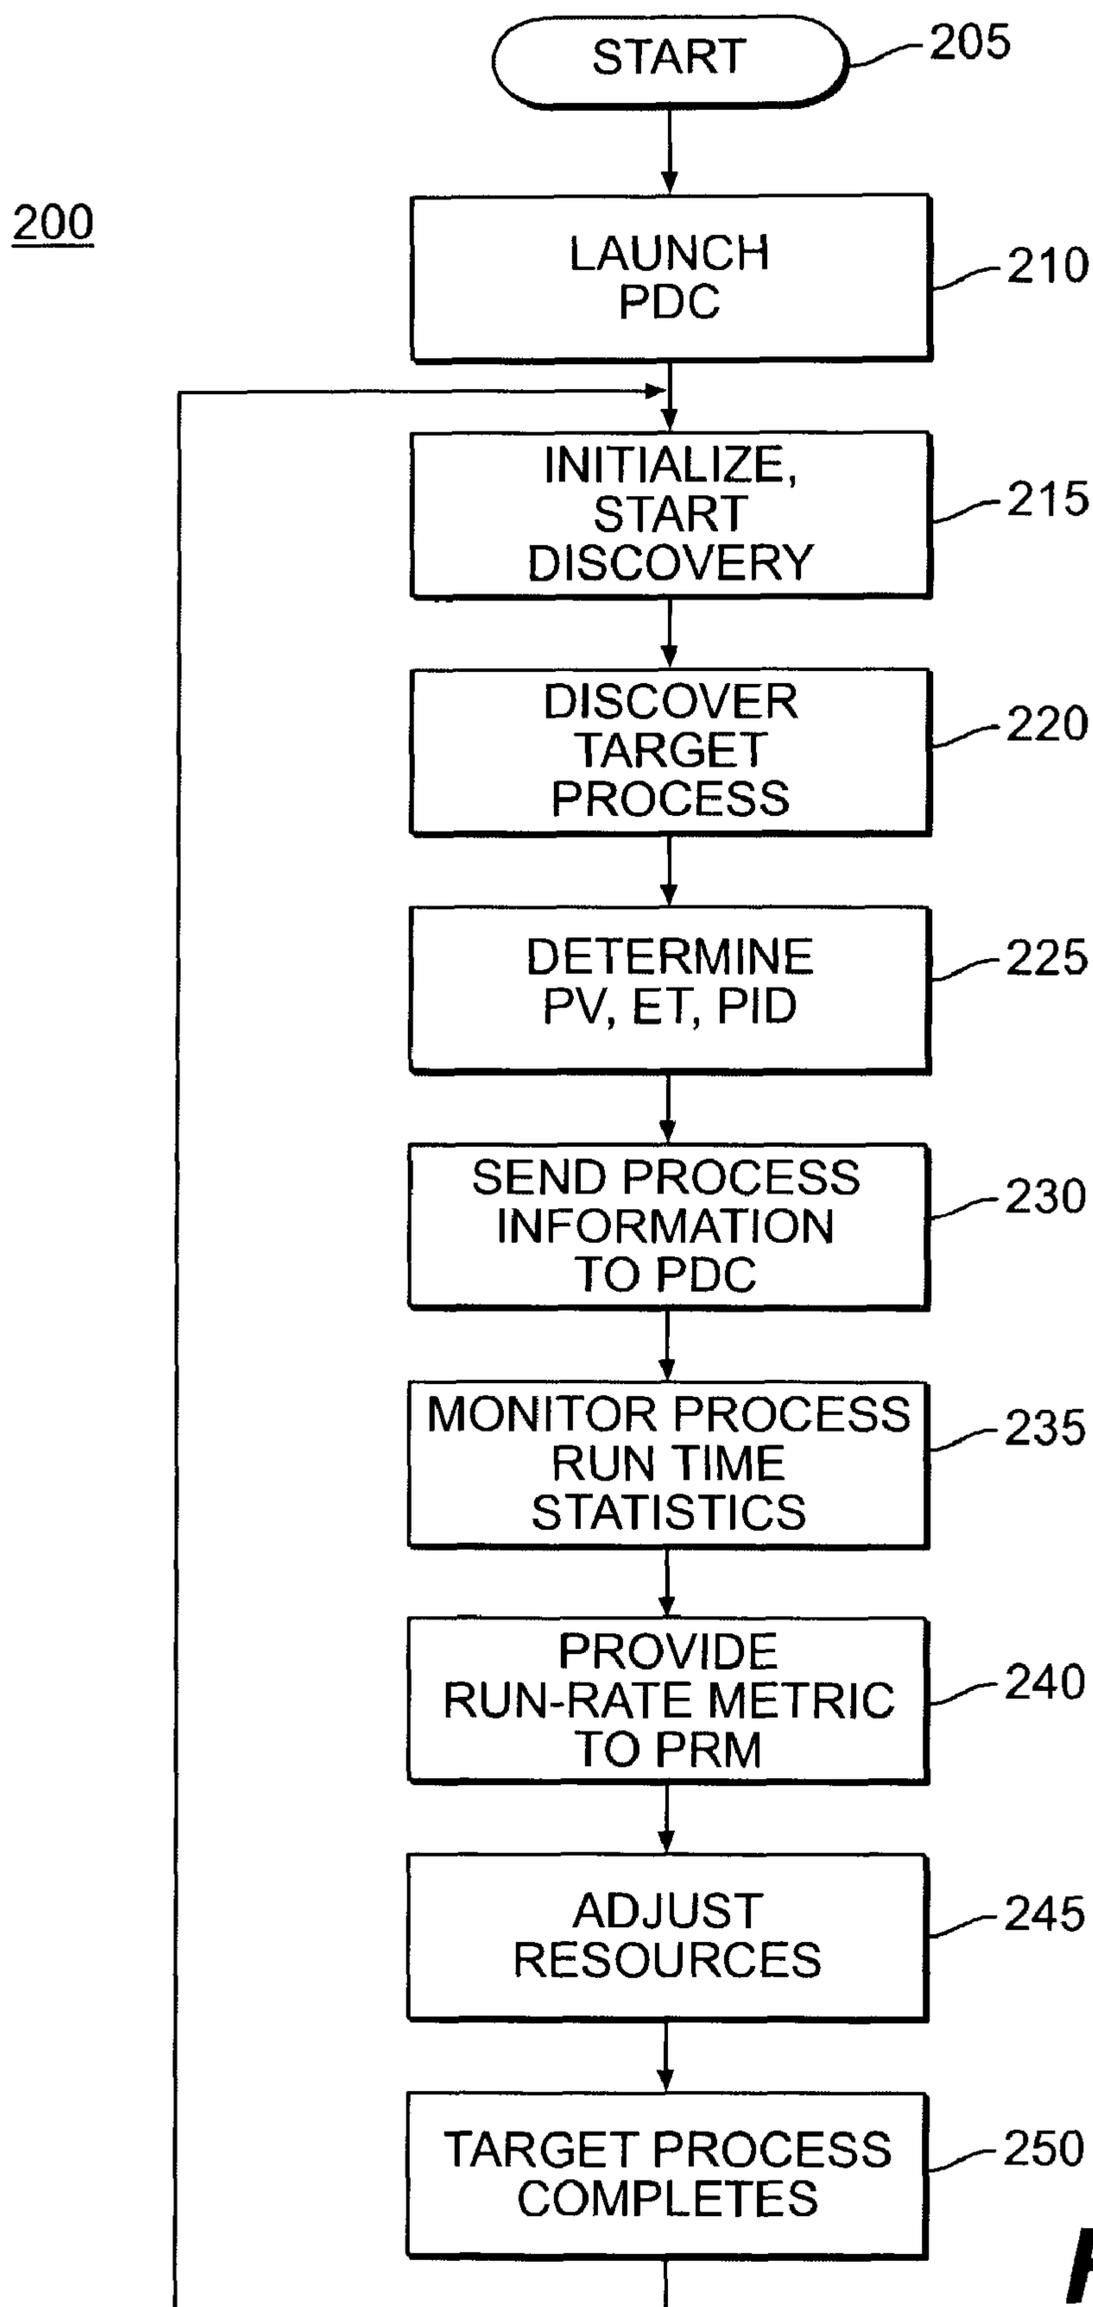 START
205
200
LAUNCH
PDC
210
INITIALIZE,
START
DISCOVERY
215
DISCOVER
TARGET
PROCESS
220
DETERMINE
PV, ET, PID
225
SEND PROCESS
INFORMATION
TO PDC
230
MONITOR PROCESS
RUN TIME
STATISTICS
235
PROVIDE
RUN-RATE METRIC
TO PRM
240
ADJUST
RESOURCES
245
TARGET PROCESS
COMPLETES
250